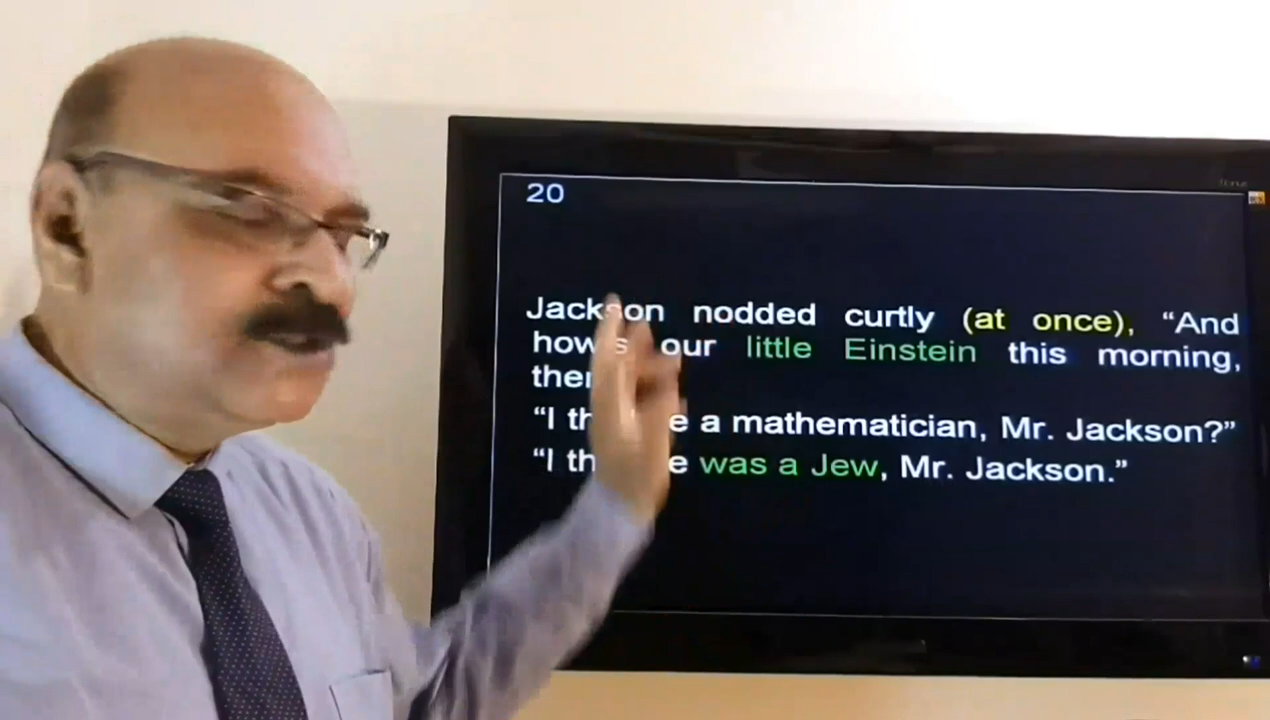 20
Jackson nodded curtly (at once), “And
how's our little Einstein this morning,
“I a mathematician, Mr. Jackson?”
“I was a Jew, Mr. Jackson.”